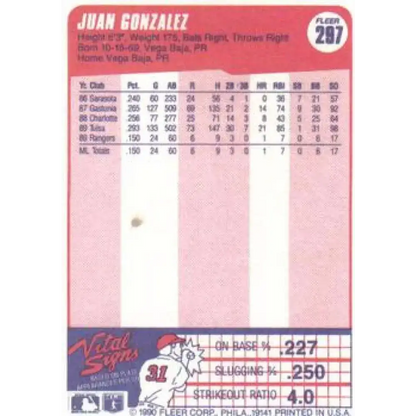 JUAN GONZALEZ
FLEER
297
Height 6'3", Weight 175, Bats Right, Throws Right
Born 10-16-69, Vega Baja, PR
Home Vega Baja, PR
Yr. Club Pct. G AB R H 2B 3B HR RBI SB BB SO
86 Sarasota .240 60 233 24 56 4 1 0 36 7 21 57
87 Gastonia .265 127 509 69 135 21 2 14 74 9 30 92
88 Charlotte .256 77 277 25 71 14 3 8 43 5 25 64
89 Tulsa .293 133 502 73 147 30 7 21 85 1 31 98
89 Rangers .150 24 60 6 9 3 0 1 7 0 6 17
ML Totals .150 24 60 6 9 3 0 1 7 0 6 17
Vital Signs
BASED ON PLATE
APPEARANCES
31
ON BASE % .227
SLUGGING % .250
STRIKEOUT RATIO 4.0
© 1990 FLEER CORP., PHILA. 19141 PRINTED IN U.S.A.